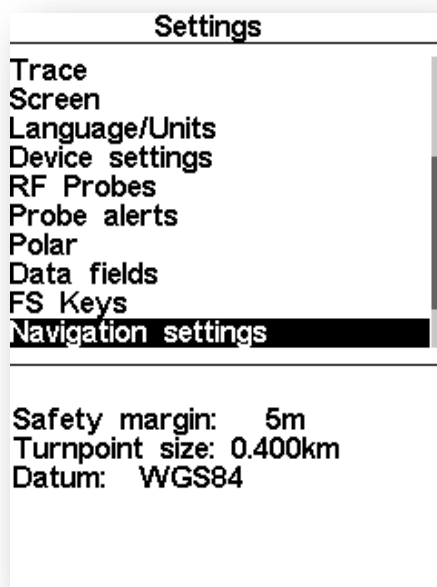 Settings
Trace
Screen
Language/Units
Device settings
RF Probes
Probe alerts
Polar
Data fields
FS Keys
Navigation settings
Safety margin: 5m
Turnpoint size: 0.400km
Datum: WGS84